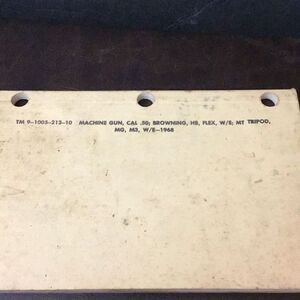 TM 9-1005-213-10 MACHINE GUN, CAL .50; BROWNING, HB, FLEX, W/E; MT TRIPOD,
MG, M3, W/E-1968